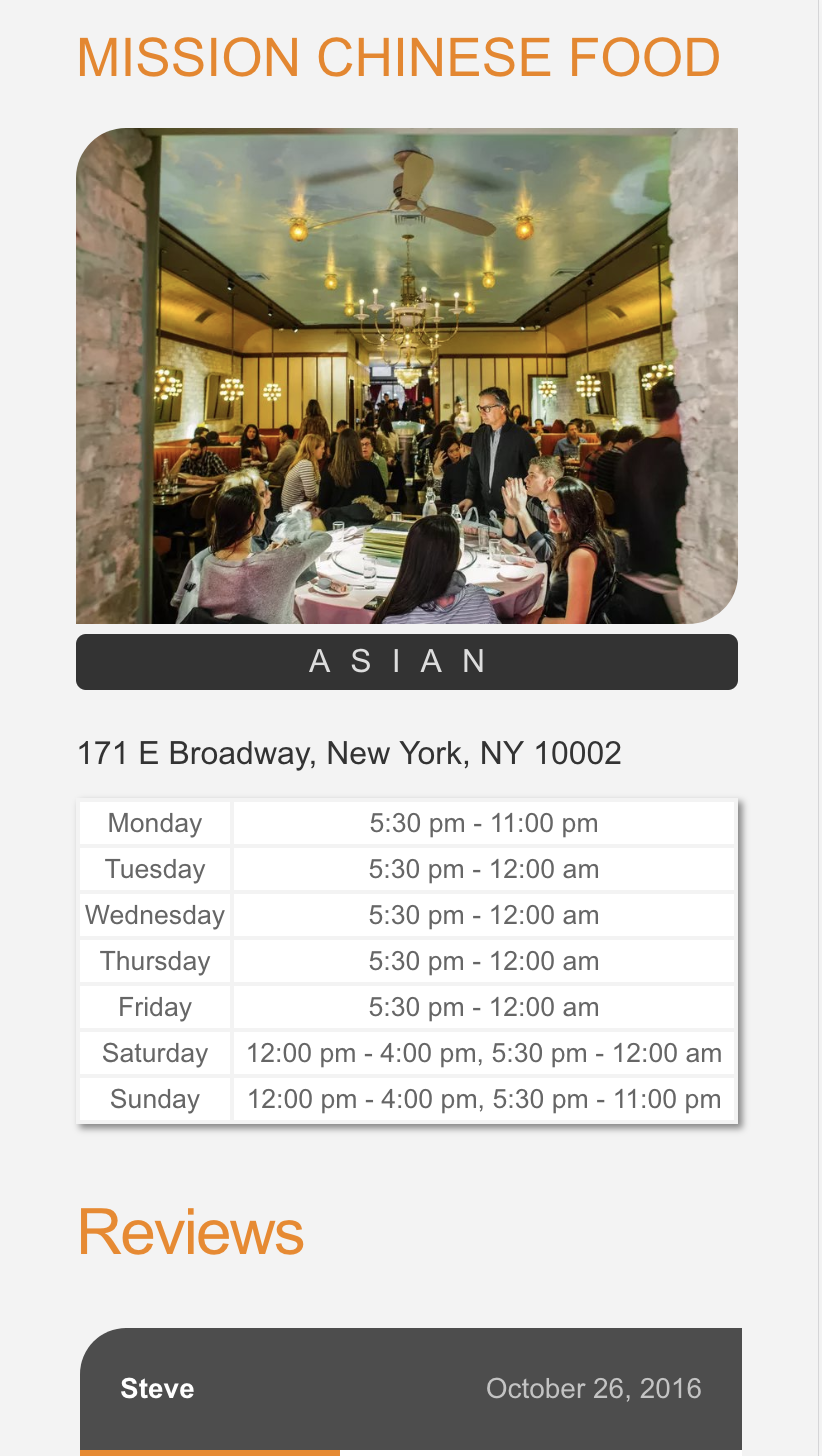 MISSION CHINESE FOOD
ASIAN
171 E Broadway, New York, NY 10002
Monday 5:30 pm - 11:00 pm
Tuesday 5:30 pm - 12:00 am
Wednesday 5:30 pm - 12:00 am
Thursday 5:30 pm - 12:00 am
Friday 5:30 pm - 12:00 am
Saturday 12:00 pm - 4:00 pm, 5:30 pm - 12:00 am
Sunday 12:00 pm - 4:00 pm, 5:30 pm - 11:00 pm
Reviews
Steve October 26, 2016